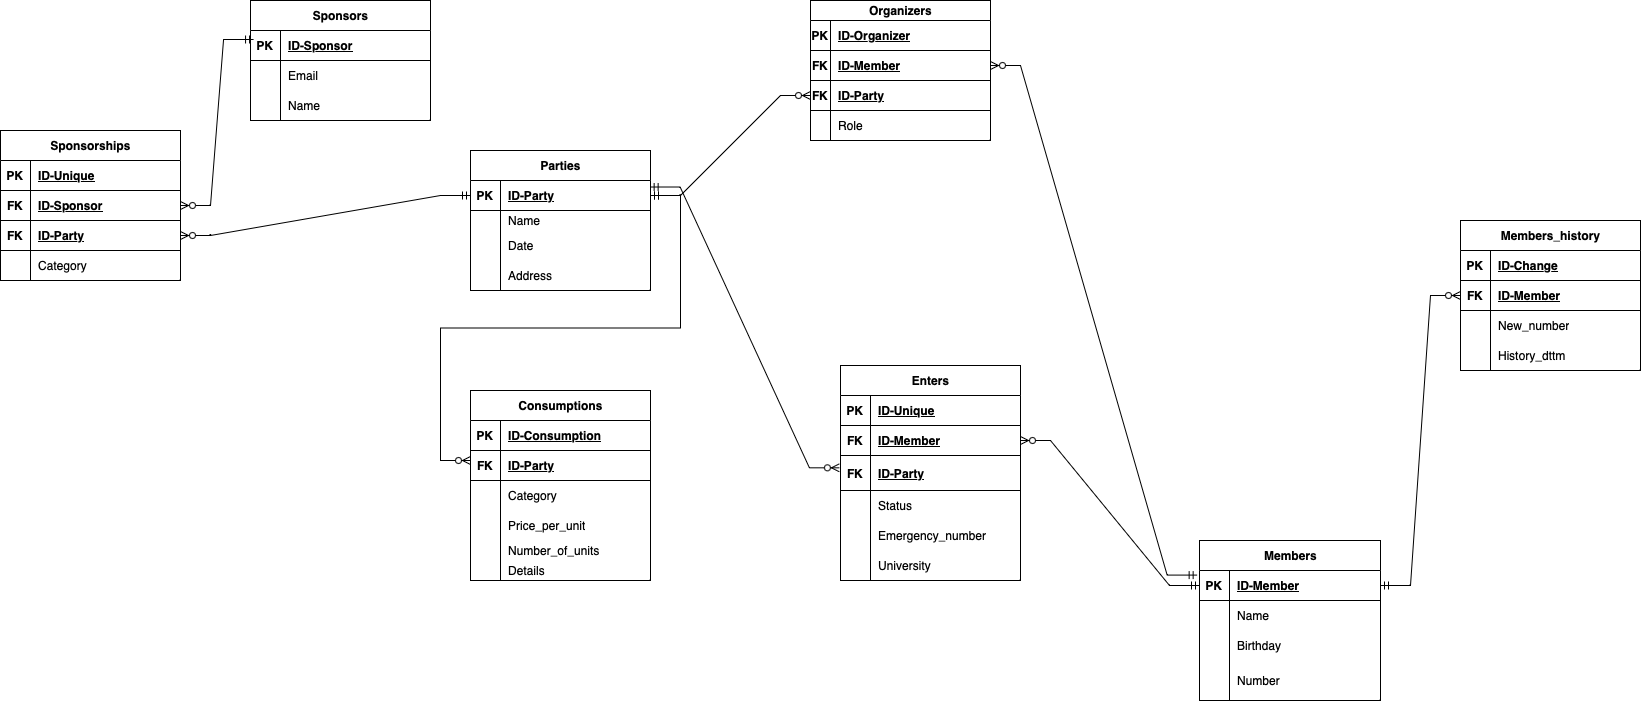 Sponsors
PK ID-Sponsor
Email
Name
Sponsorships
PK ID-Unique
FK ID-Sponsor
FK ID-Party
Category
Parties
PK ID-Party
Name
Date
Address
Consumptions
PK ID-Consumption
FK ID-Party
Category
Price_per_unit
Number_of_units
Details
Organizers
PK ID-Organizer
FK ID-Member
FK ID-Party
Role
Enters
PK ID-Unique
FK ID-Member
FK ID-Party
Status
Emergency_number
University
Members
PK ID-Member
Name
Birthday
Number
Members_history
PK ID-Change
FK ID-Member
New_number
History_dttm